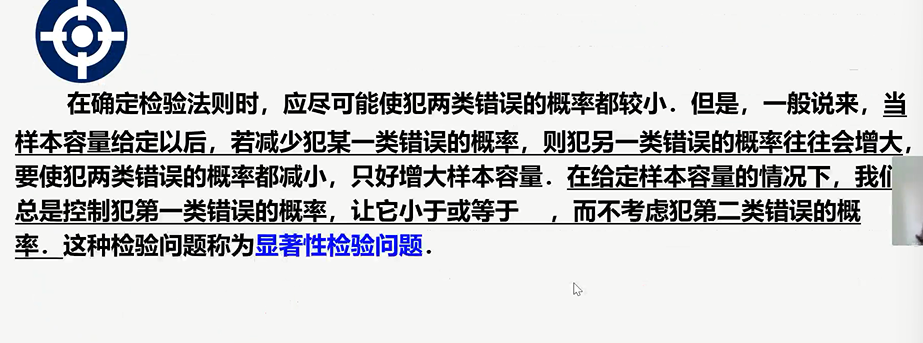 在确定检验法则时，应尽可能使犯两类错误的概率都较小．但是，一般说来，当
样本容量给定以后，若减少犯某一类错误的概率，则犯另一类错误的概率往往会增大，
要使犯两类错误的概率都减小，只好增大样本容量．在给定样本容量的情况下，我们
总是控制犯第一类错误的概率，让它小于或等于　，而不考虑犯第二类错误的概
率．这种检验问题称为显著性检验问题．